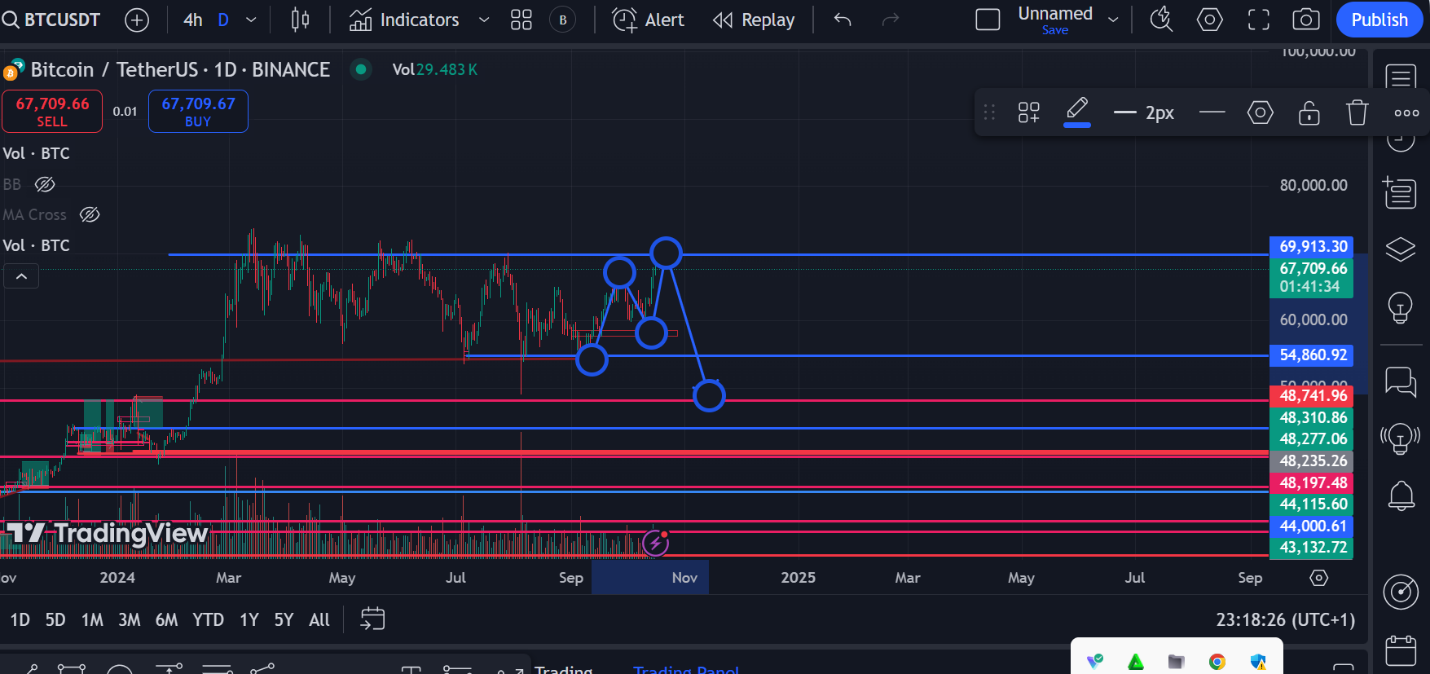 BTCUSDT 4h D Indicators B Alert Replay Unnamed Publish
Save
100,000.00
Bitcoin / TetherUS · 1D · BINANCE Vol 29.483 K
67,709.66 0.01 67,709.67
SELL BUY
2px
Vol · BTC
BB
MA Cross
Vol · BTC
80,000.00
69,913.30
67,709.66
01:41:34
60,000.00
54,860.92
50,000.00
48,741.96
48,310.86
48,277.06
48,235.26
48,197.48
44,115.60
44,000.61
43,132.72
TradingView
2024 Mar May Jul Sep Nov 2025 Mar May Jul Sep
1D 5D 1M 3M 6M YTD 1Y 5Y All 23:18:26 (UTC+1)
Trading Panel